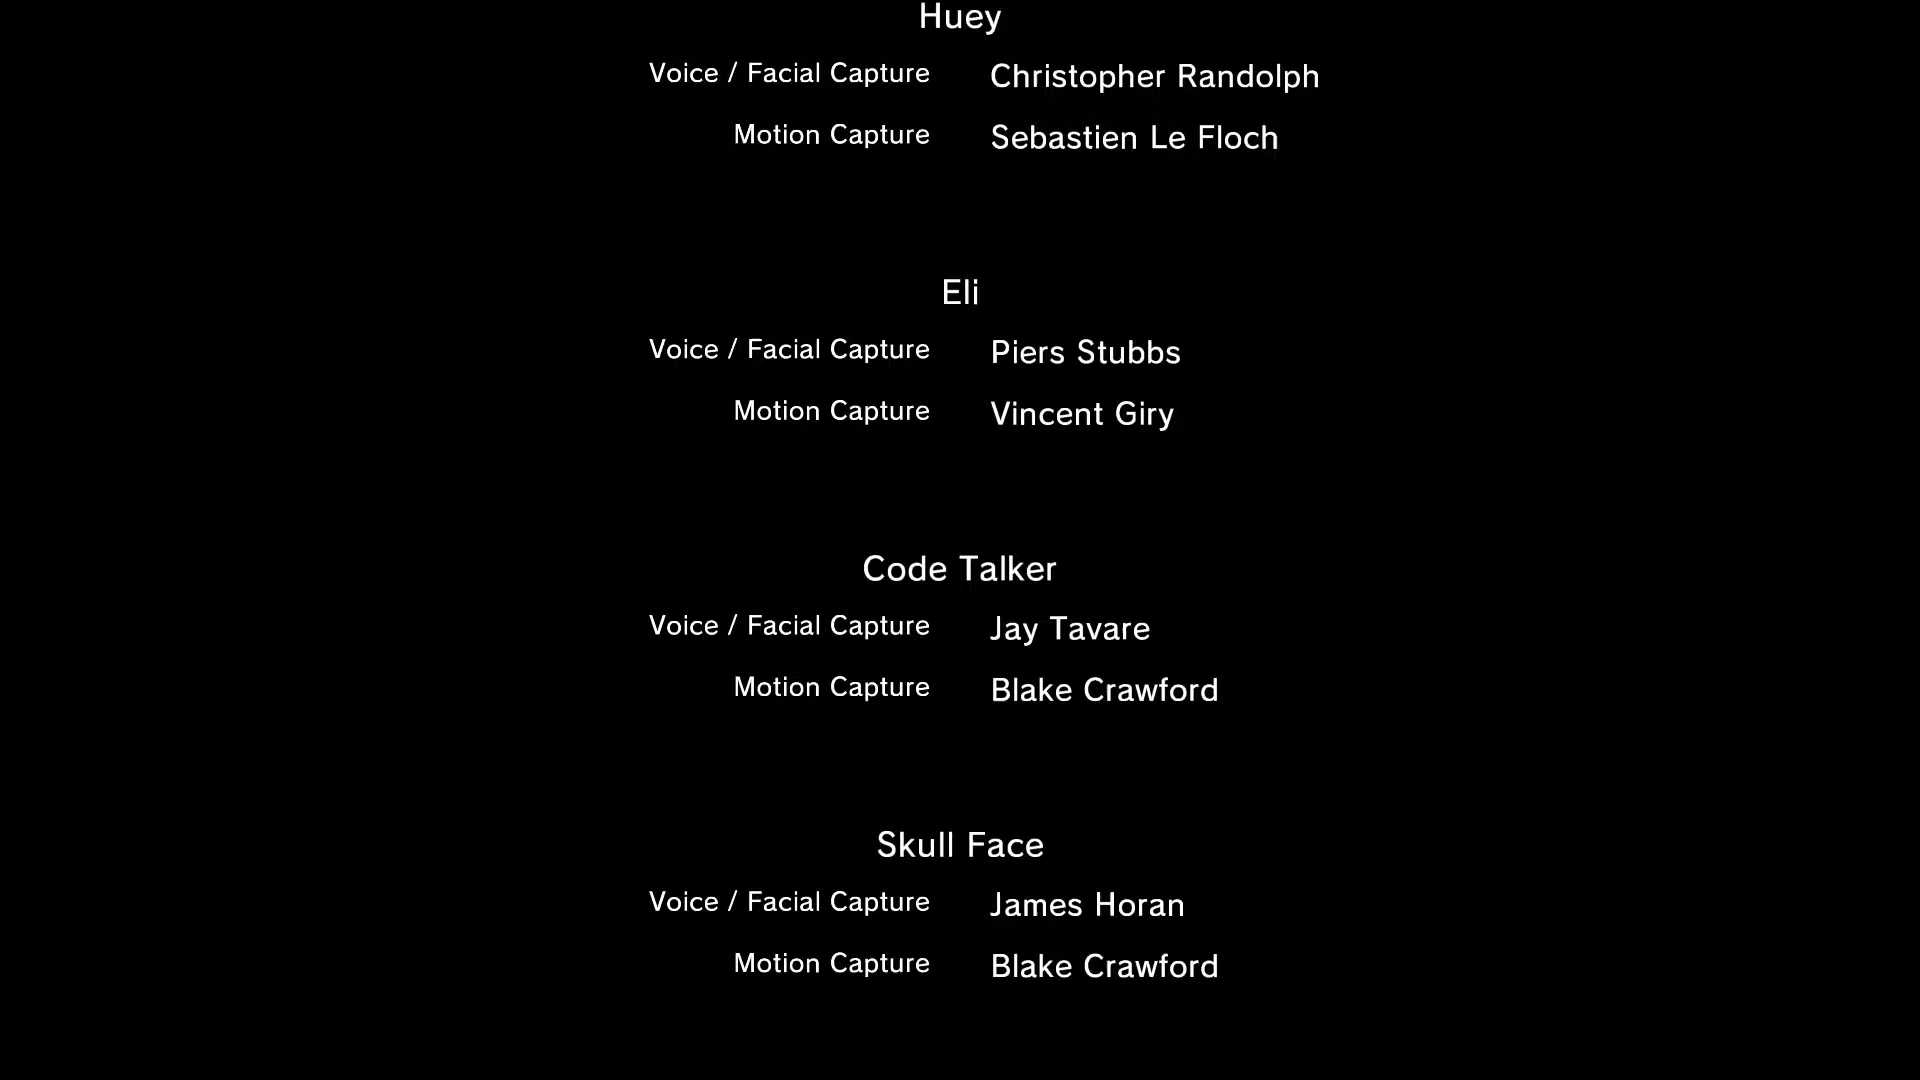 Huey
Voice / Facial Capture Christopher Randolph
Motion Capture Sebastien Le Floch
Eli
Voice / Facial Capture Piers Stubbs
Motion Capture Vincent Giry
Code Talker
Voice / Facial Capture Jay Tavare
Motion Capture Blake Crawford
Skull Face
Voice / Facial Capture James Horan
Motion Capture Blake Crawford